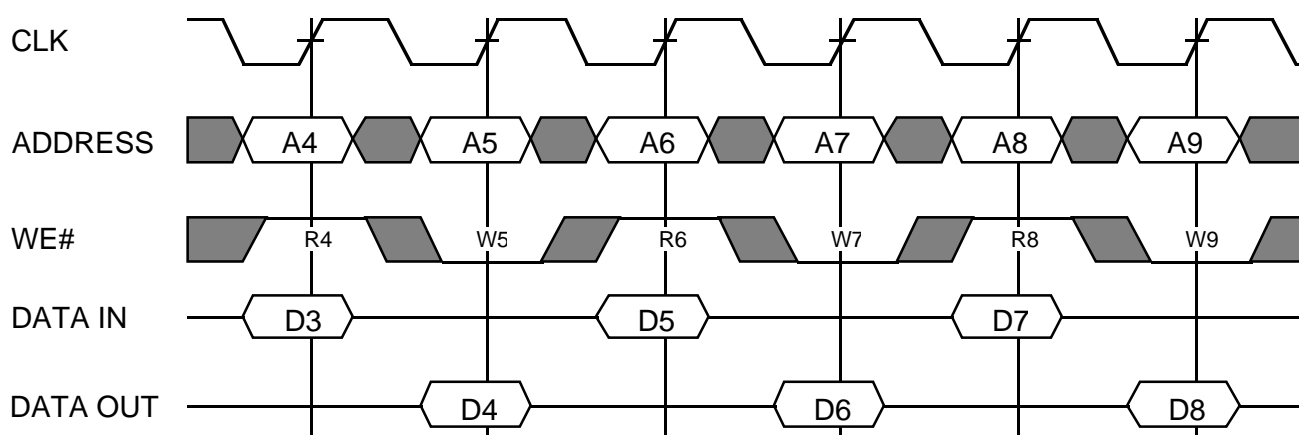 CLK
ADDRESS A4 A5 A6 A7 A8 A9
WE# R4 W5 R6 W7 R8 W9
DATA IN D3 D5 D7
DATA OUT D4 D6 D8